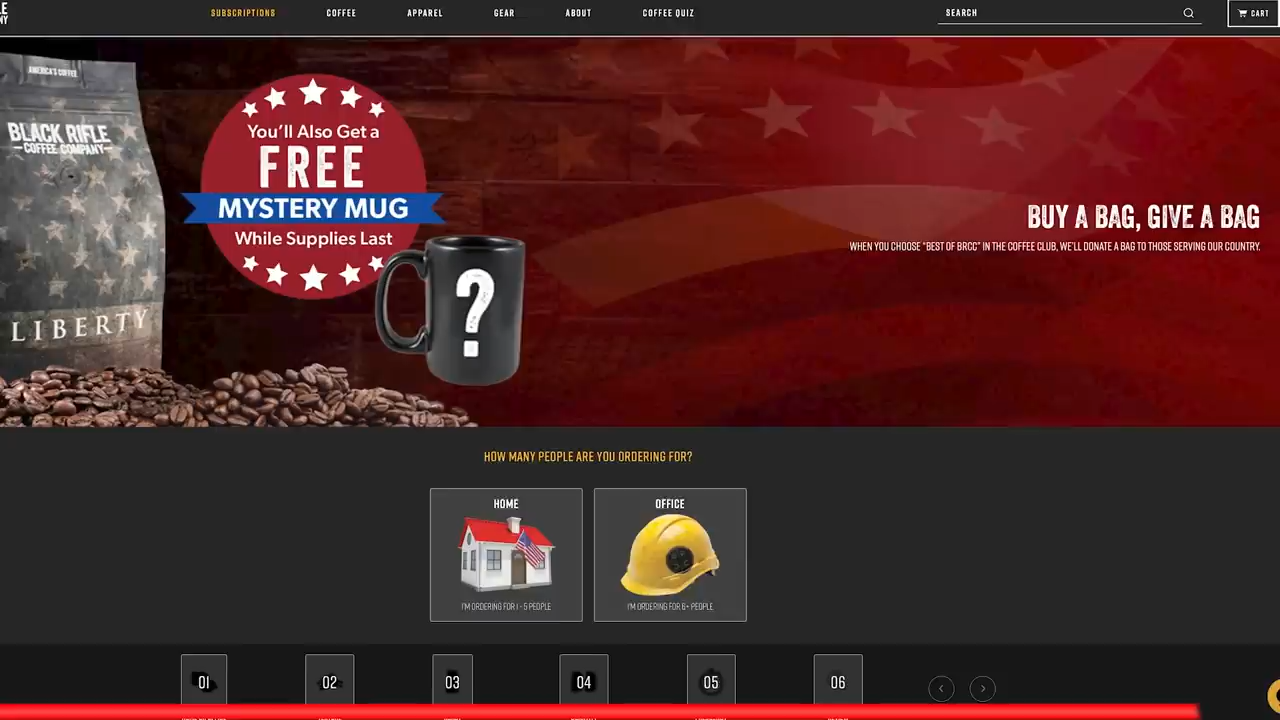 SUBSCRIPTIONS
COFFEE
APPAREL
GEAR
ABOUT
COFFEE QUIZ
SEARCH
CART
AMERICA'S COFFEE
BLACK RIFLE
COFFEE COMPANY
LIBERTY
You'll Also Get a
FREE
MYSTERY MUG
While Supplies Last
?
BUY A BAG, GIVE A BAG
WHEN YOU CHOOSE "BEST OF BRCC" IN THE COFFEE CLUB, WE'LL DONATE A BAG TO THOSE SERVING OUR COUNTRY.
HOW MANY PEOPLE ARE YOU ORDERING FOR?
HOME
I'M ORDERING FOR 1 - 5 PEOPLE
OFFICE
I'M ORDERING FOR 6+ PEOPLE
01
02
03
04
05
06